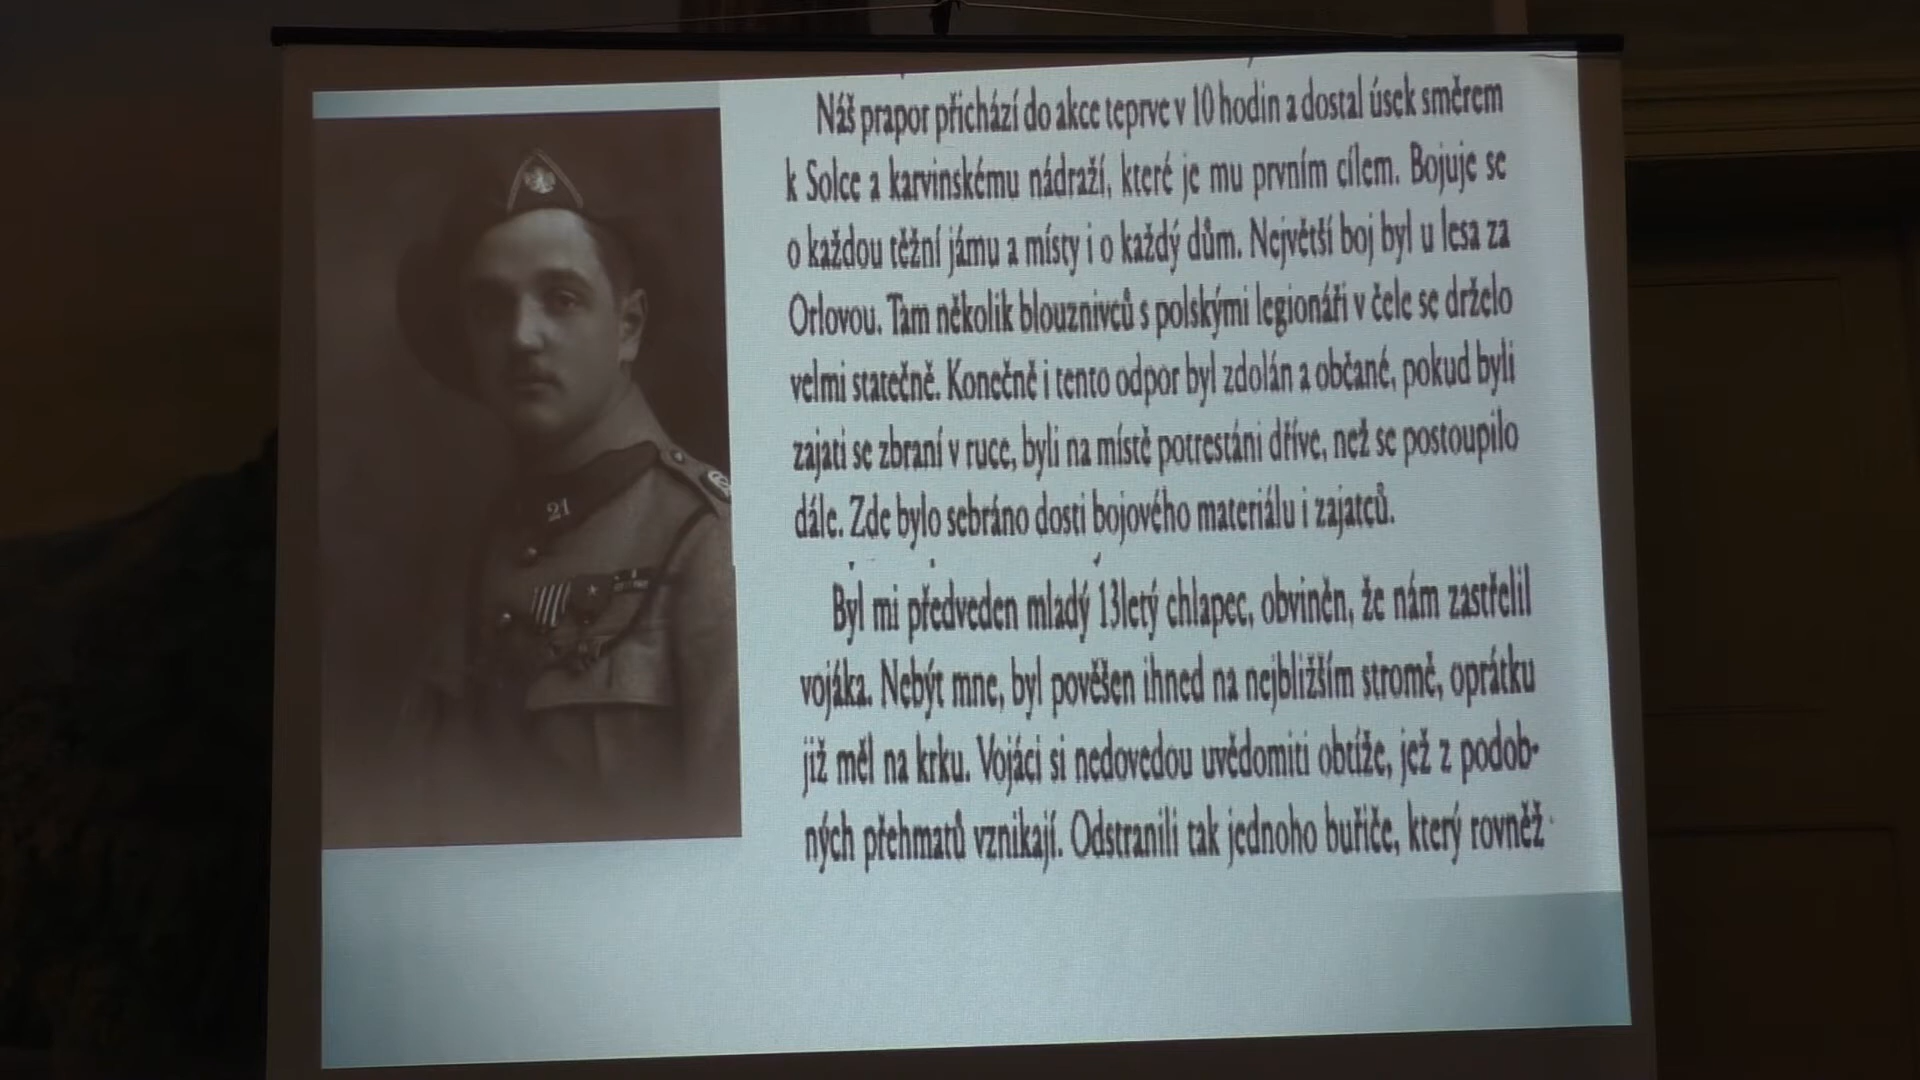 21
Náš prapor přichází do akce teprve v 10 hodin a dostal úsek směrem
k Solce a karvinskému nádraží, které je mu prvním cílem. Bojuje se
o každou těžní jámu a místy i o každý dům. Největší boj byl u lesa za
Orlovou. Tam několik blouznivců s polskými legionáři v čele se drželo
velmi statečně. Konečně i tento odpor byl zdolán a občané, pokud byli
zajati se zbraní v ruce, byli na místě potrestáni dříve, než se postoupilo
dále. Zde bylo sebráno dosti bojového materiálu i zajatců.
Byl mi předveden mladý 13letý chlapec, obviněn, že nám zastřelil
vojáka. Nebýt mne, byl pověšen ihned na nejbližším stromě, oprátku
již měl na krku. Vojáci si nedovedou uvědomiti obtíže, jež z podob-
ných přehmatů vznikají. Odstranili tak jednoho buřiče, který rovněž